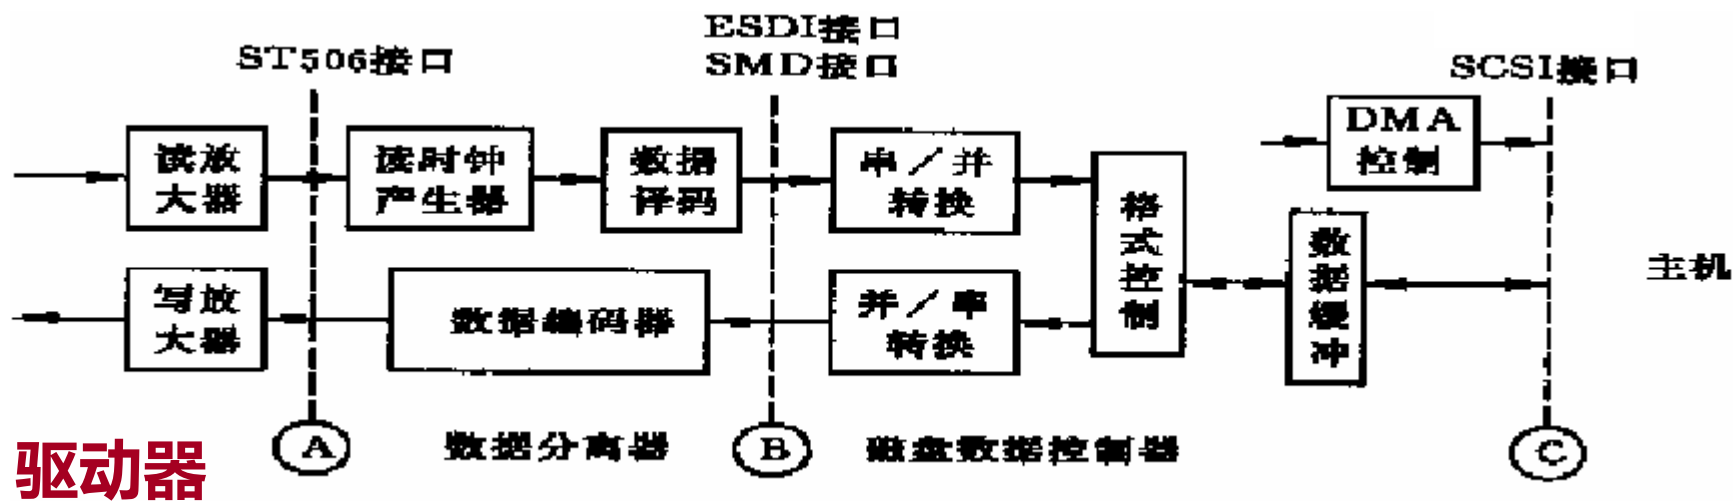 ST506接口
ESDI接口
SMD接口
SCSI接口
读放
大器
读时钟
产生器
数据
译码
串/并
转换
格式控制
DMA
控制
数据缓冲
主机
写放
大器
数据编码器
并/串
转换
A
数据分离器
B
磁盘数据控制器
C
驱动器